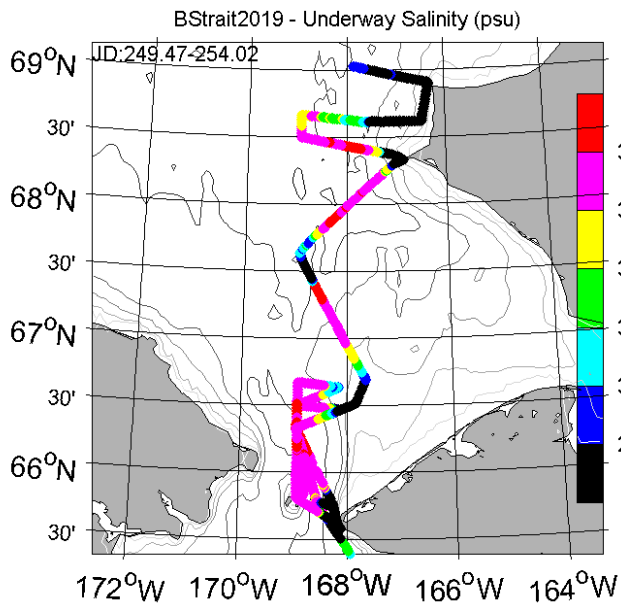 BStrait2019 - Underway Salinity (psu)
JD:249.47-254.02
69°N
30'
68°N
30'
67°N
30'
66°N
30'
172°W 170°W 168°W 166°W 164°W